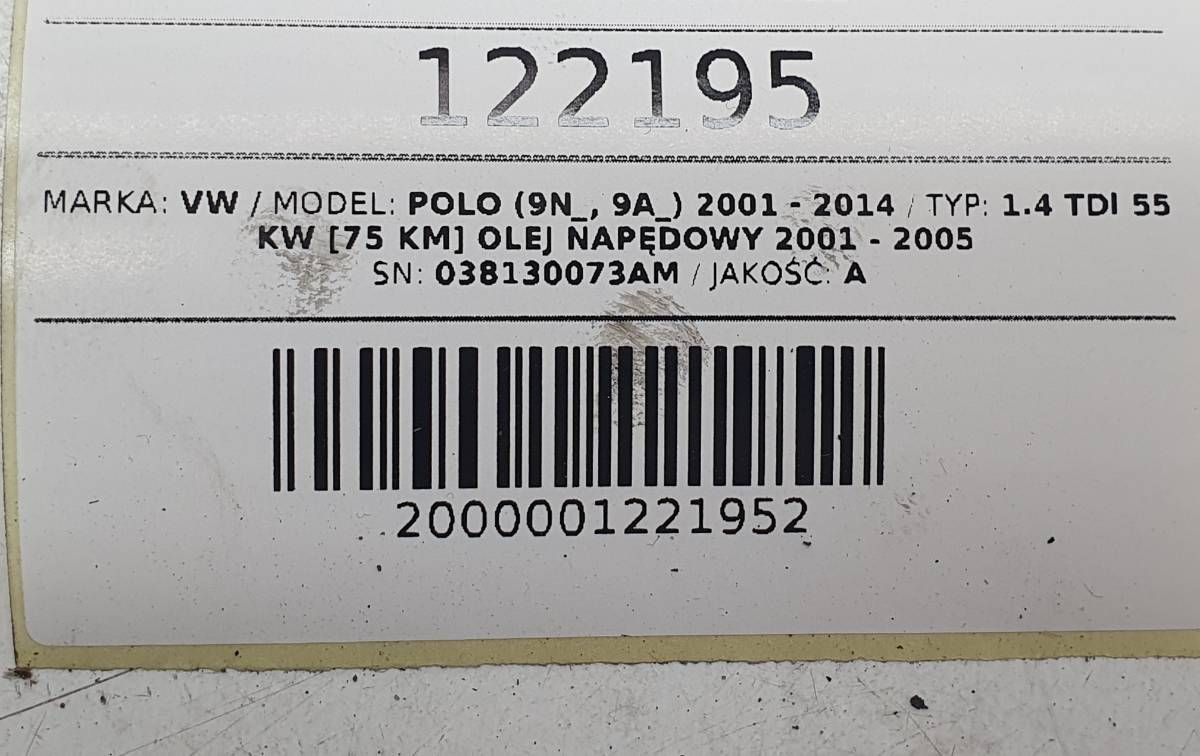 122195
MARKA: VW / MODEL: POLO (9N_, 9A_) 2001 - 2014 / TYP: 1.4 TDI 55
KW [75 KM] OLEJ NAPĘDOWY 2001 - 2005
SN: 038130073AM / JAKOŚĆ: A
2000001221952